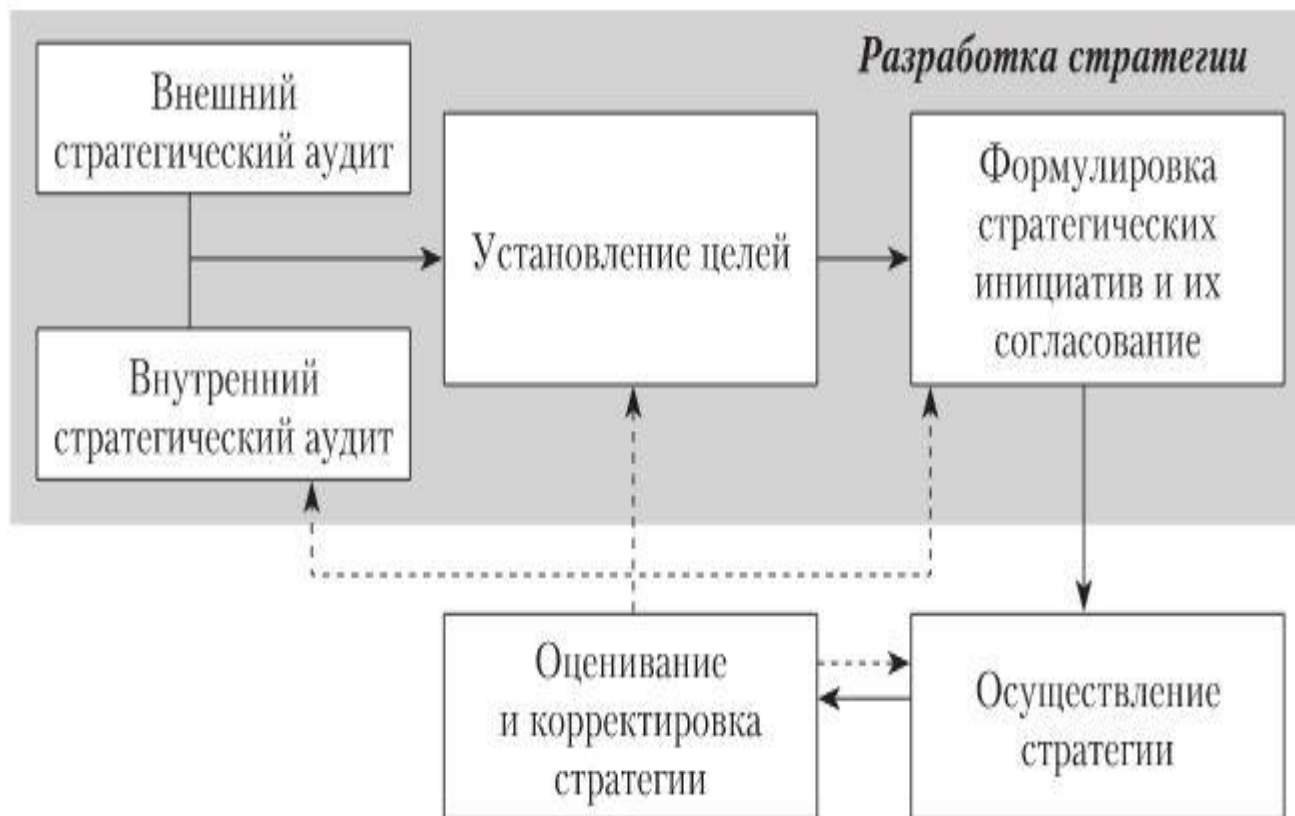 Разработка стратегии
Внешний
стратегический аудит
Установление целей
Формулировка
стратегических
инициатив и их
согласование
Внутренний
стратегический аудит
Оценивание
и корректировка
стратегии
Осуществление
стратегии